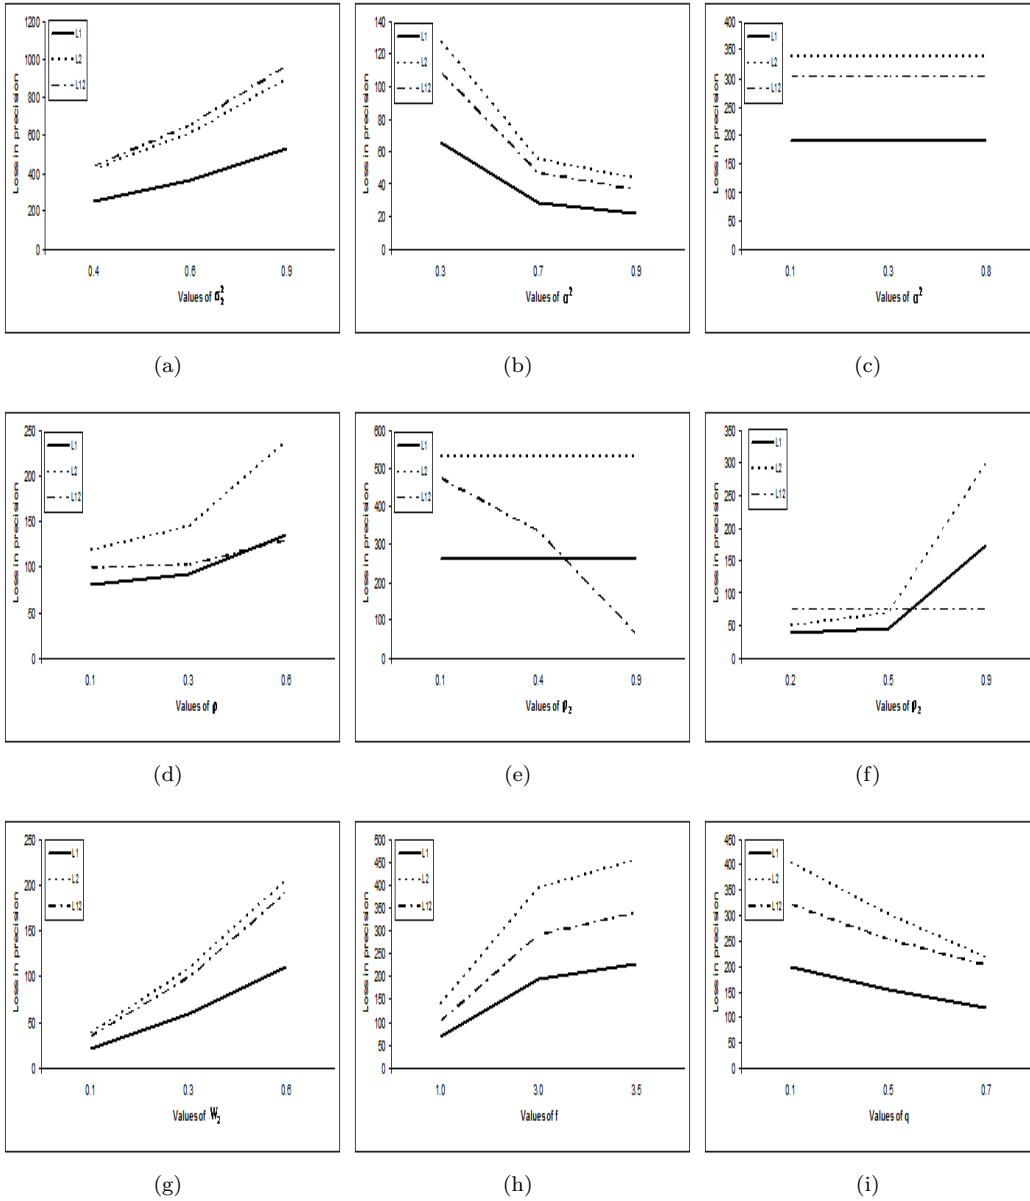 1200
1000
800
600
400
200
0
L1
L2
L12
Loss in precision
0.4 0.6 0.9
Values of σ₂²
(a)
140
120
100
80
60
40
20
0
L1
L2
L12
Loss in precision
0.3 0.7 0.9
Values of σ²
(b)
400
350
300
250
200
150
100
50
0
L1
L2
L12
Loss in precision
0.1 0.3 0.8
Values of σ²
(c)
250
200
150
100
50
0
L1
L2
L12
Loss in precision
0.1 0.3 0.6
Values of ρ
(d)
600
500
400
300
200
100
0
L1
L2
L12
Loss in precision
0.1 0.4 0.9
Values of ρ₂
(e)
350
300
250
200
150
100
50
0
L1
L2
L12
Loss in precision
0.2 0.5 0.9
Values of ρ₂
(f)
250
200
150
100
50
0
L1
L2
L12
Loss in precision
0.1 0.3 0.6
Values of W₂
(g)
500
450
400
350
300
250
200
150
100
50
0
L1
L2
L12
Loss in precision
1.0 3.0 3.5
Values of f
(h)
450
400
350
300
250
200
150
100
50
0
L1
L2
L12
Loss in precision
0.1 0.5 0.7
Values of q
(i)